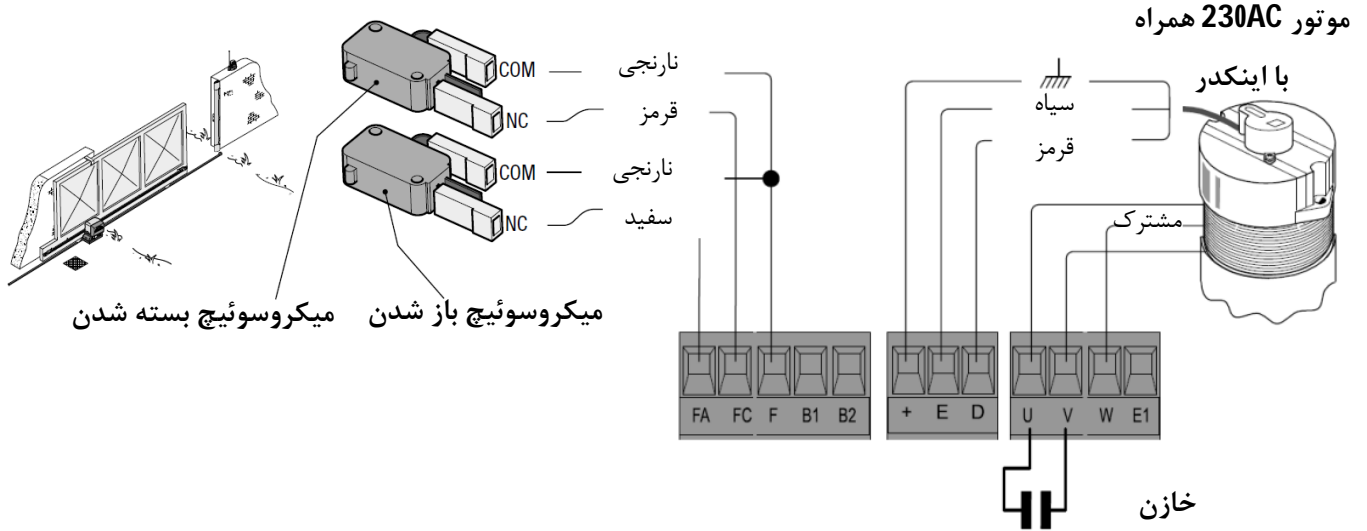 موتور 230AC همراه
با اینکدر
COM نارنجی
NC قرمز
COM نارنجی
NC سفید
سیاه
قرمز
مشترک
میکروسوئیچ باز شدن
میکروسوئیچ بسته شدن
FA FC F B1 B2
+ E D
U V W E1
خازن